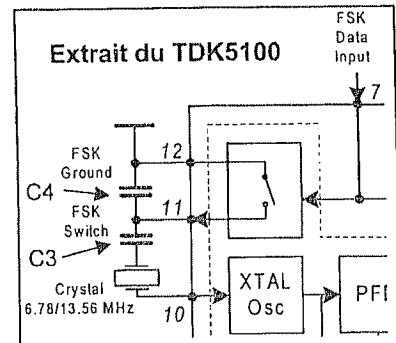 Extrait du TDK5100
FSK
Data
Input
7
12
FSK
Ground
C4
11
FSK
Switch
C3
Crystal
6.78/13.56 MHz
10
XTAL
Osc
PFD